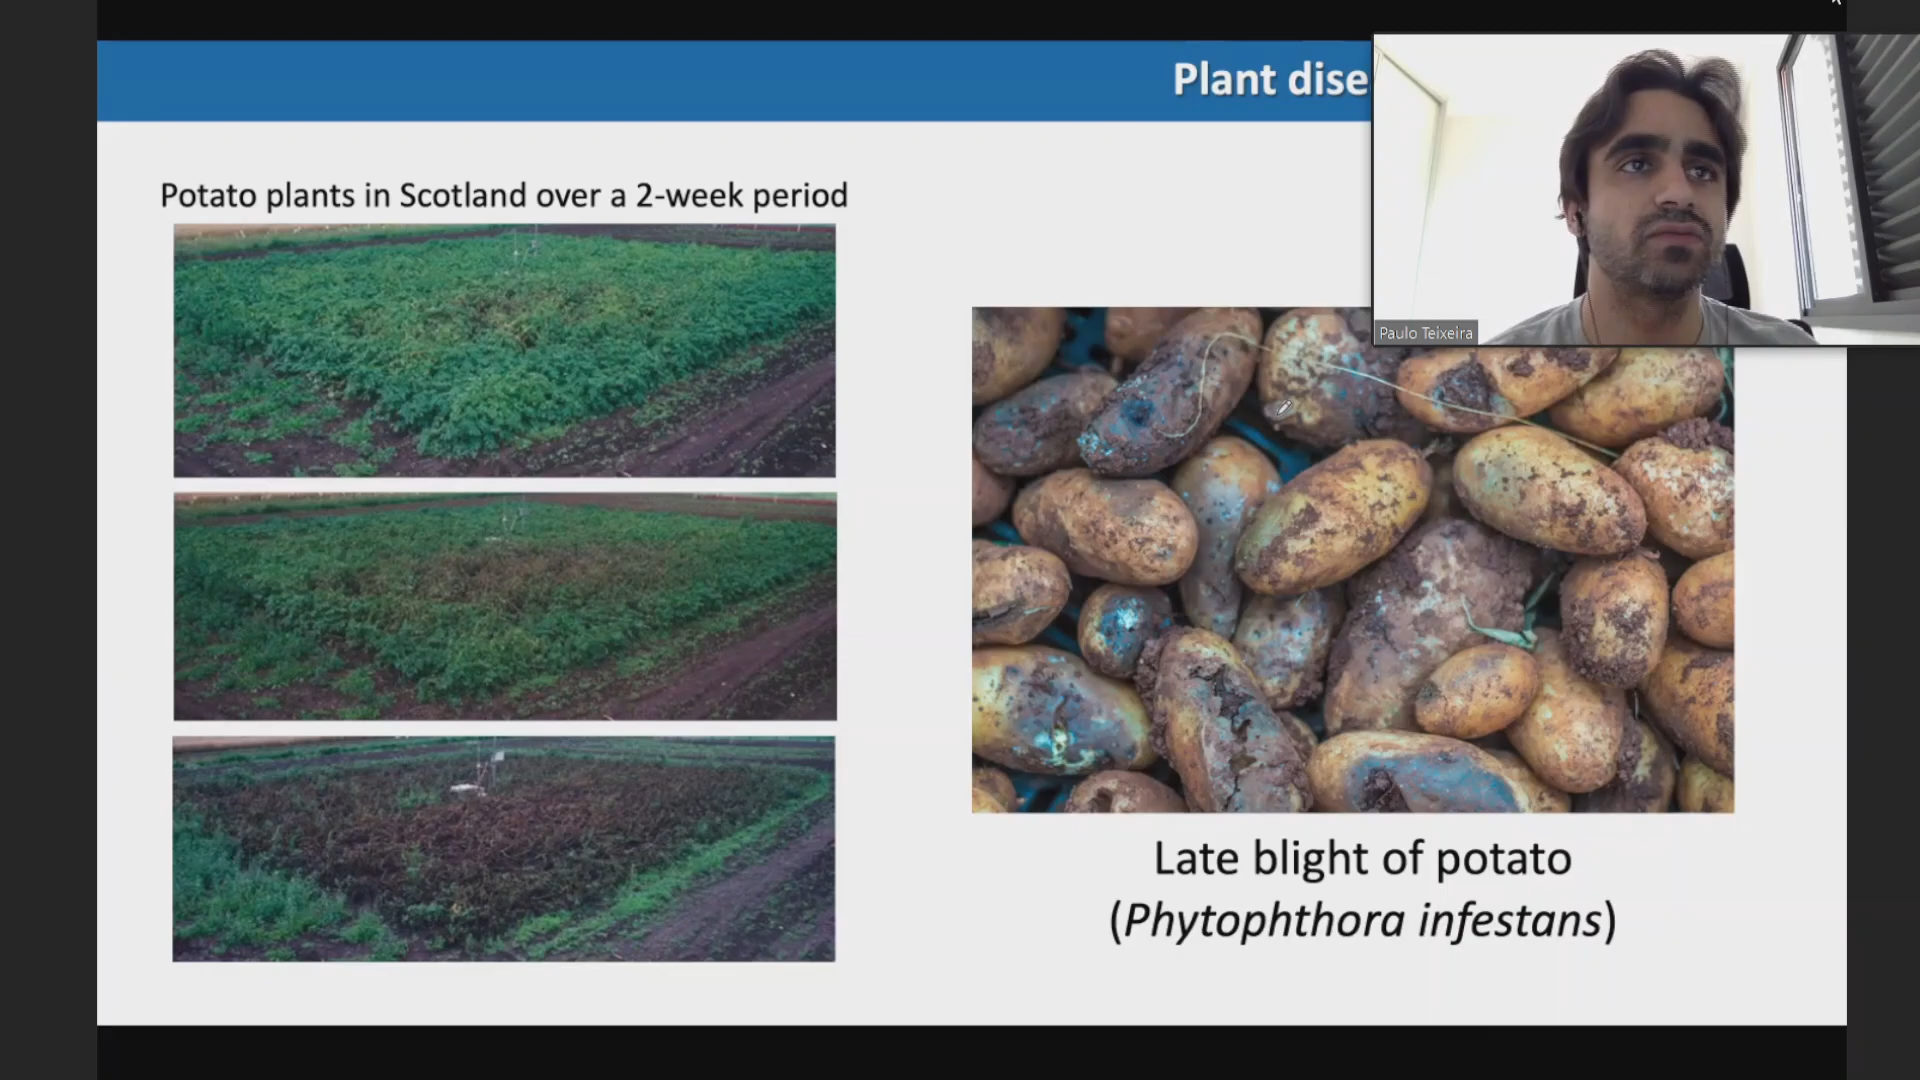 Plant dise
Potato plants in Scotland over a 2-week period
Paulo Teixeira
Late blight of potato
(Phytophthora infestans)